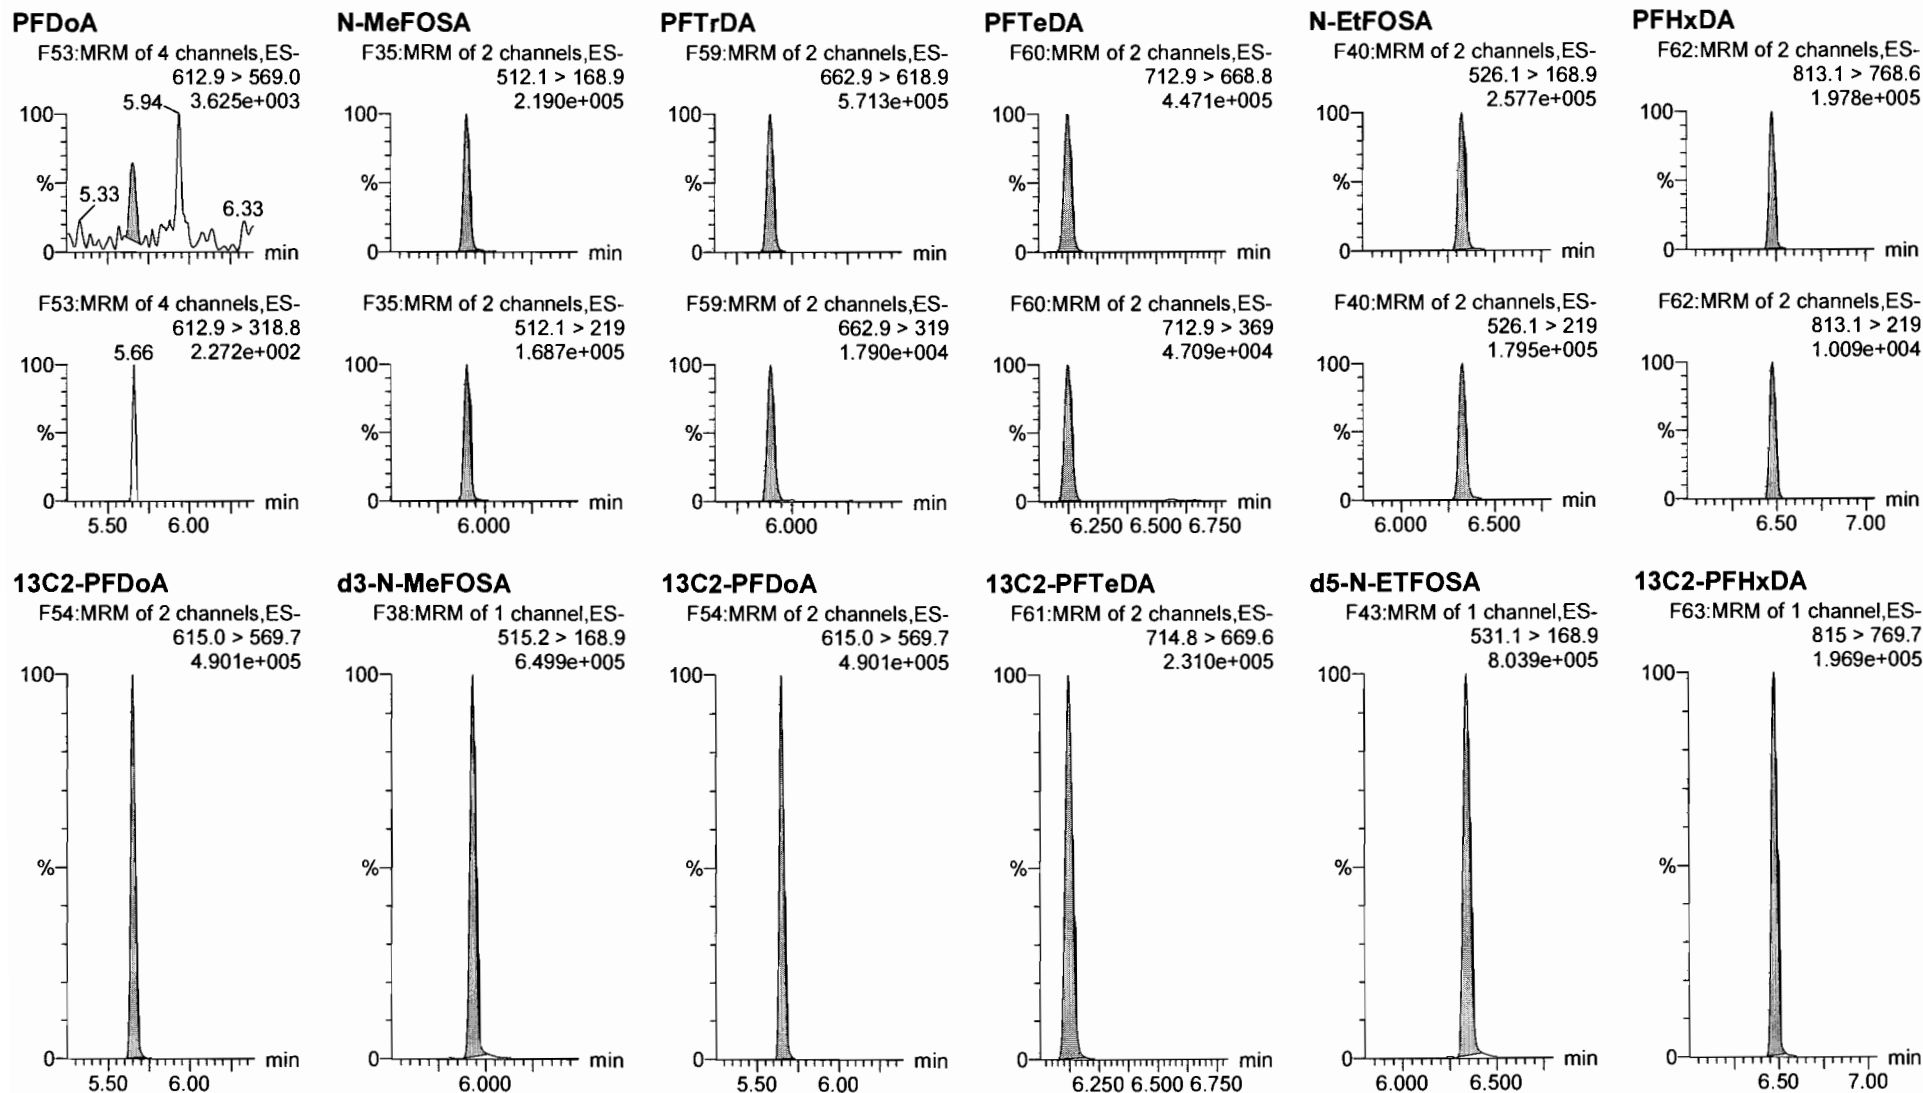 PFDoA
F53:MRM of 4 channels,ES-
612.9 > 569.0
3.625e+003
5.94
100
5.33
%
6.33
0
min
F53:MRM of 4 channels,ES-
612.9 > 318.8
5.66
2.272e+002
100
%
0
min
5.50 6.00
N-MeFOSA
F35:MRM of 2 channels,ES-
512.1 > 168.9
2.190e+005
100
%
0
min
F35:MRM of 2 channels,ES-
512.1 > 219
1.687e+005
100
%
0
min
6.000
PFTrDA
F59:MRM of 2 channels,ES-
662.9 > 618.9
5.713e+005
100
%
0
min
F59:MRM of 2 channels,ES-
662.9 > 319
1.790e+004
100
%
0
min
6.000
PFTeDA
F60:MRM of 2 channels,ES-
712.9 > 668.8
4.471e+005
100
%
0
min
F60:MRM of 2 channels,ES-
712.9 > 369
4.709e+004
100
%
0
min
6.250 6.500 6.750
N-EtFOSA
F40:MRM of 2 channels,ES-
526.1 > 168.9
2.577e+005
100
%
0
min
F40:MRM of 2 channels,ES-
526.1 > 219
1.795e+005
100
%
0
min
6.000 6.500
PFHxDA
F62:MRM of 2 channels,ES-
813.1 > 768.6
1.978e+005
100
%
0
min
F62:MRM of 2 channels,ES-
813.1 > 219
1.009e+004
100
%
0
min
6.50 7.00
13C2-PFDoA
F54:MRM of 2 channels,ES-
615.0 > 569.7
4.901e+005
100
%
0
min
5.50 6.00
d3-N-MeFOSA
F38:MRM of 1 channel,ES-
515.2 > 168.9
6.499e+005
100
%
0
min
6.000
13C2-PFDoA
F54:MRM of 2 channels,ES-
615.0 > 569.7
4.901e+005
100
%
0
min
5.50 6.00
13C2-PFTeDA
F61:MRM of 2 channels,ES-
714.8 > 669.6
2.310e+005
100
%
0
min
6.250 6.500 6.750
d5-N-ETFOSA
F43:MRM of 1 channel,ES-
531.1 > 168.9
8.039e+005
100
%
0
min
6.000 6.500
13C2-PFHxDA
F63:MRM of 1 channel,ES-
815 > 769.7
1.969e+005
100
%
0
min
6.50 7.00